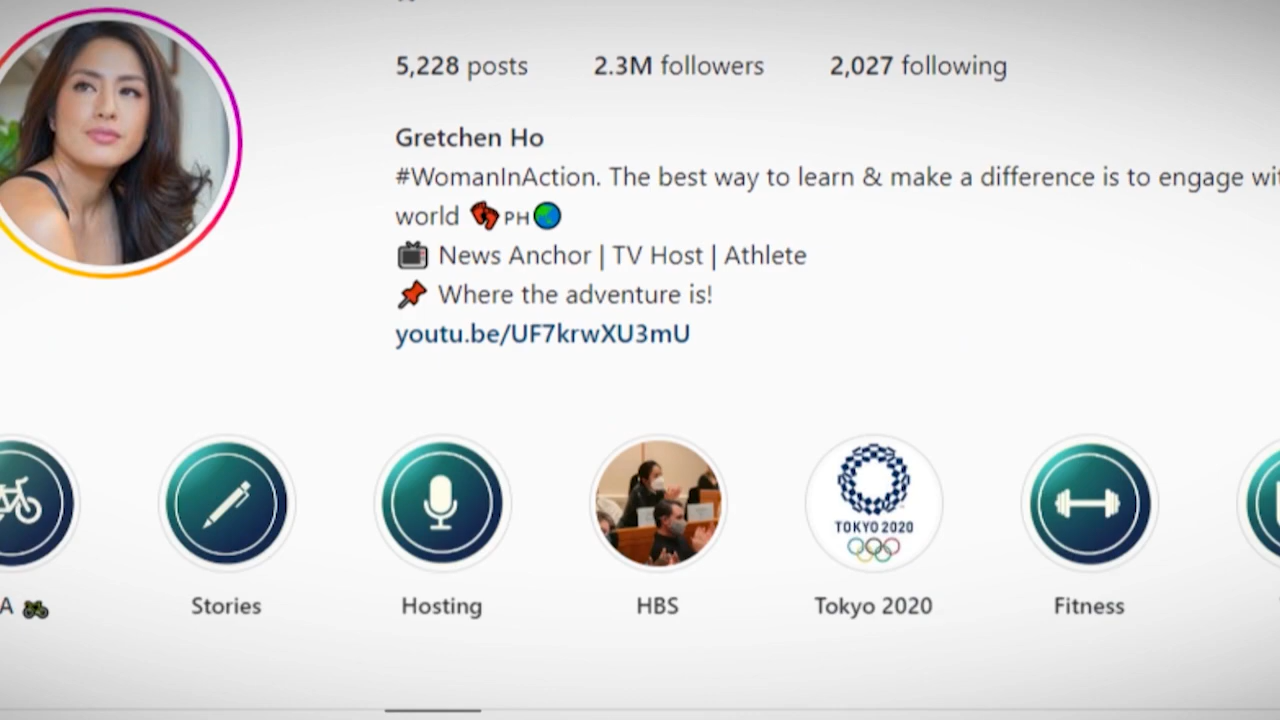 5,228 posts 2.3M followers 2,027 following
Gretchen Ho
#WomanInAction. The best way to learn & make a difference is to engage
world 👣 PH🌏
📺 News Anchor | TV Host | Athlete
📌 Where the adventure is!
youtu.be/UF7krwXU3mU
TOKYO 2020
A 🚲 Stories Hosting HBS Tokyo 2020 Fitness